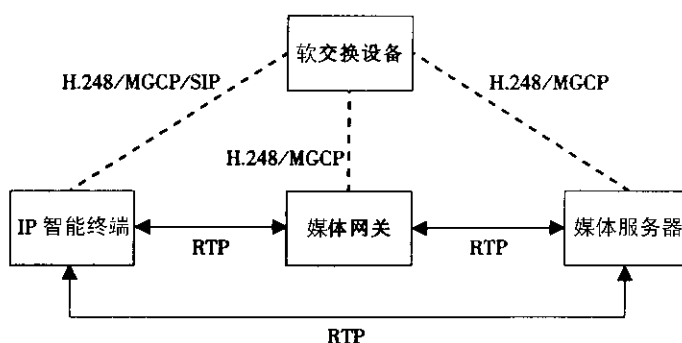 软交换设备
H.248/MGCP/SIP
H.248/MGCP
H.248/MGCP
IP 智能终端
RTP
媒体网关
RTP
媒体服务器
RTP